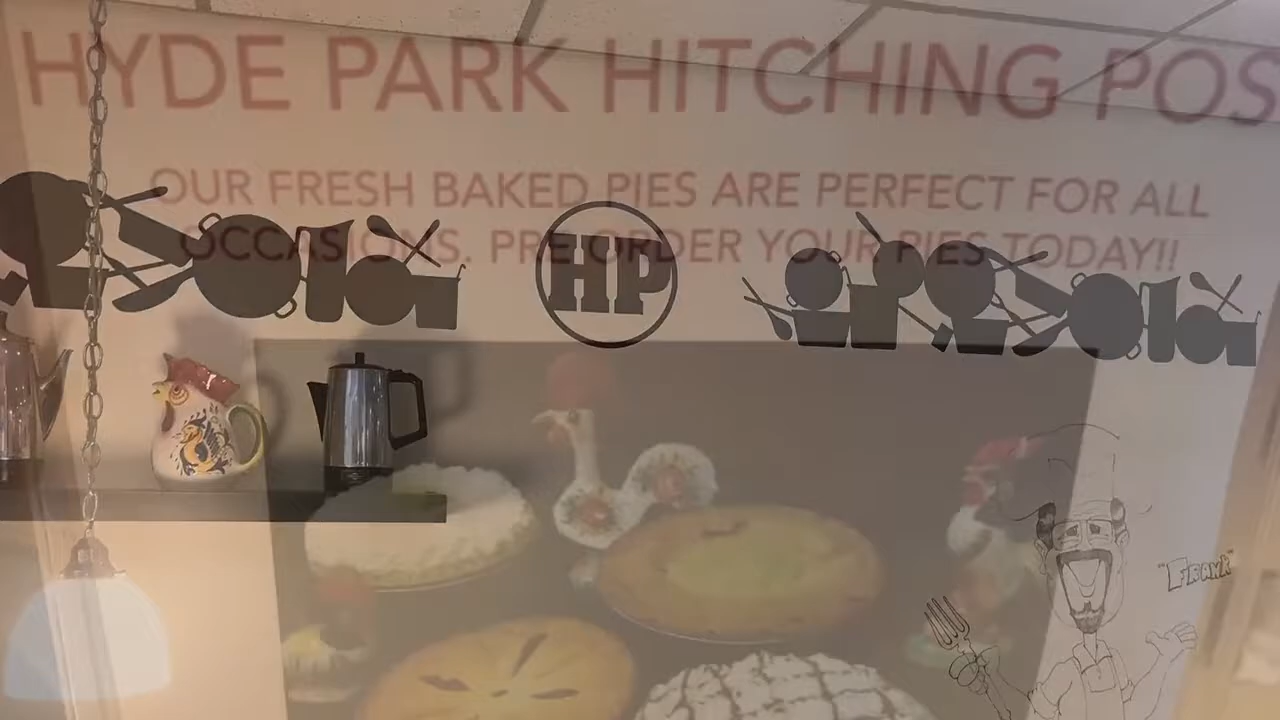 HYDE PARK HITCHING POS
OUR FRESH BAKED PIES ARE PERFECT FOR ALL
OCCASIONS. PRE-ORDER YOUR PIES TODAY!!
HP
"FRANK"